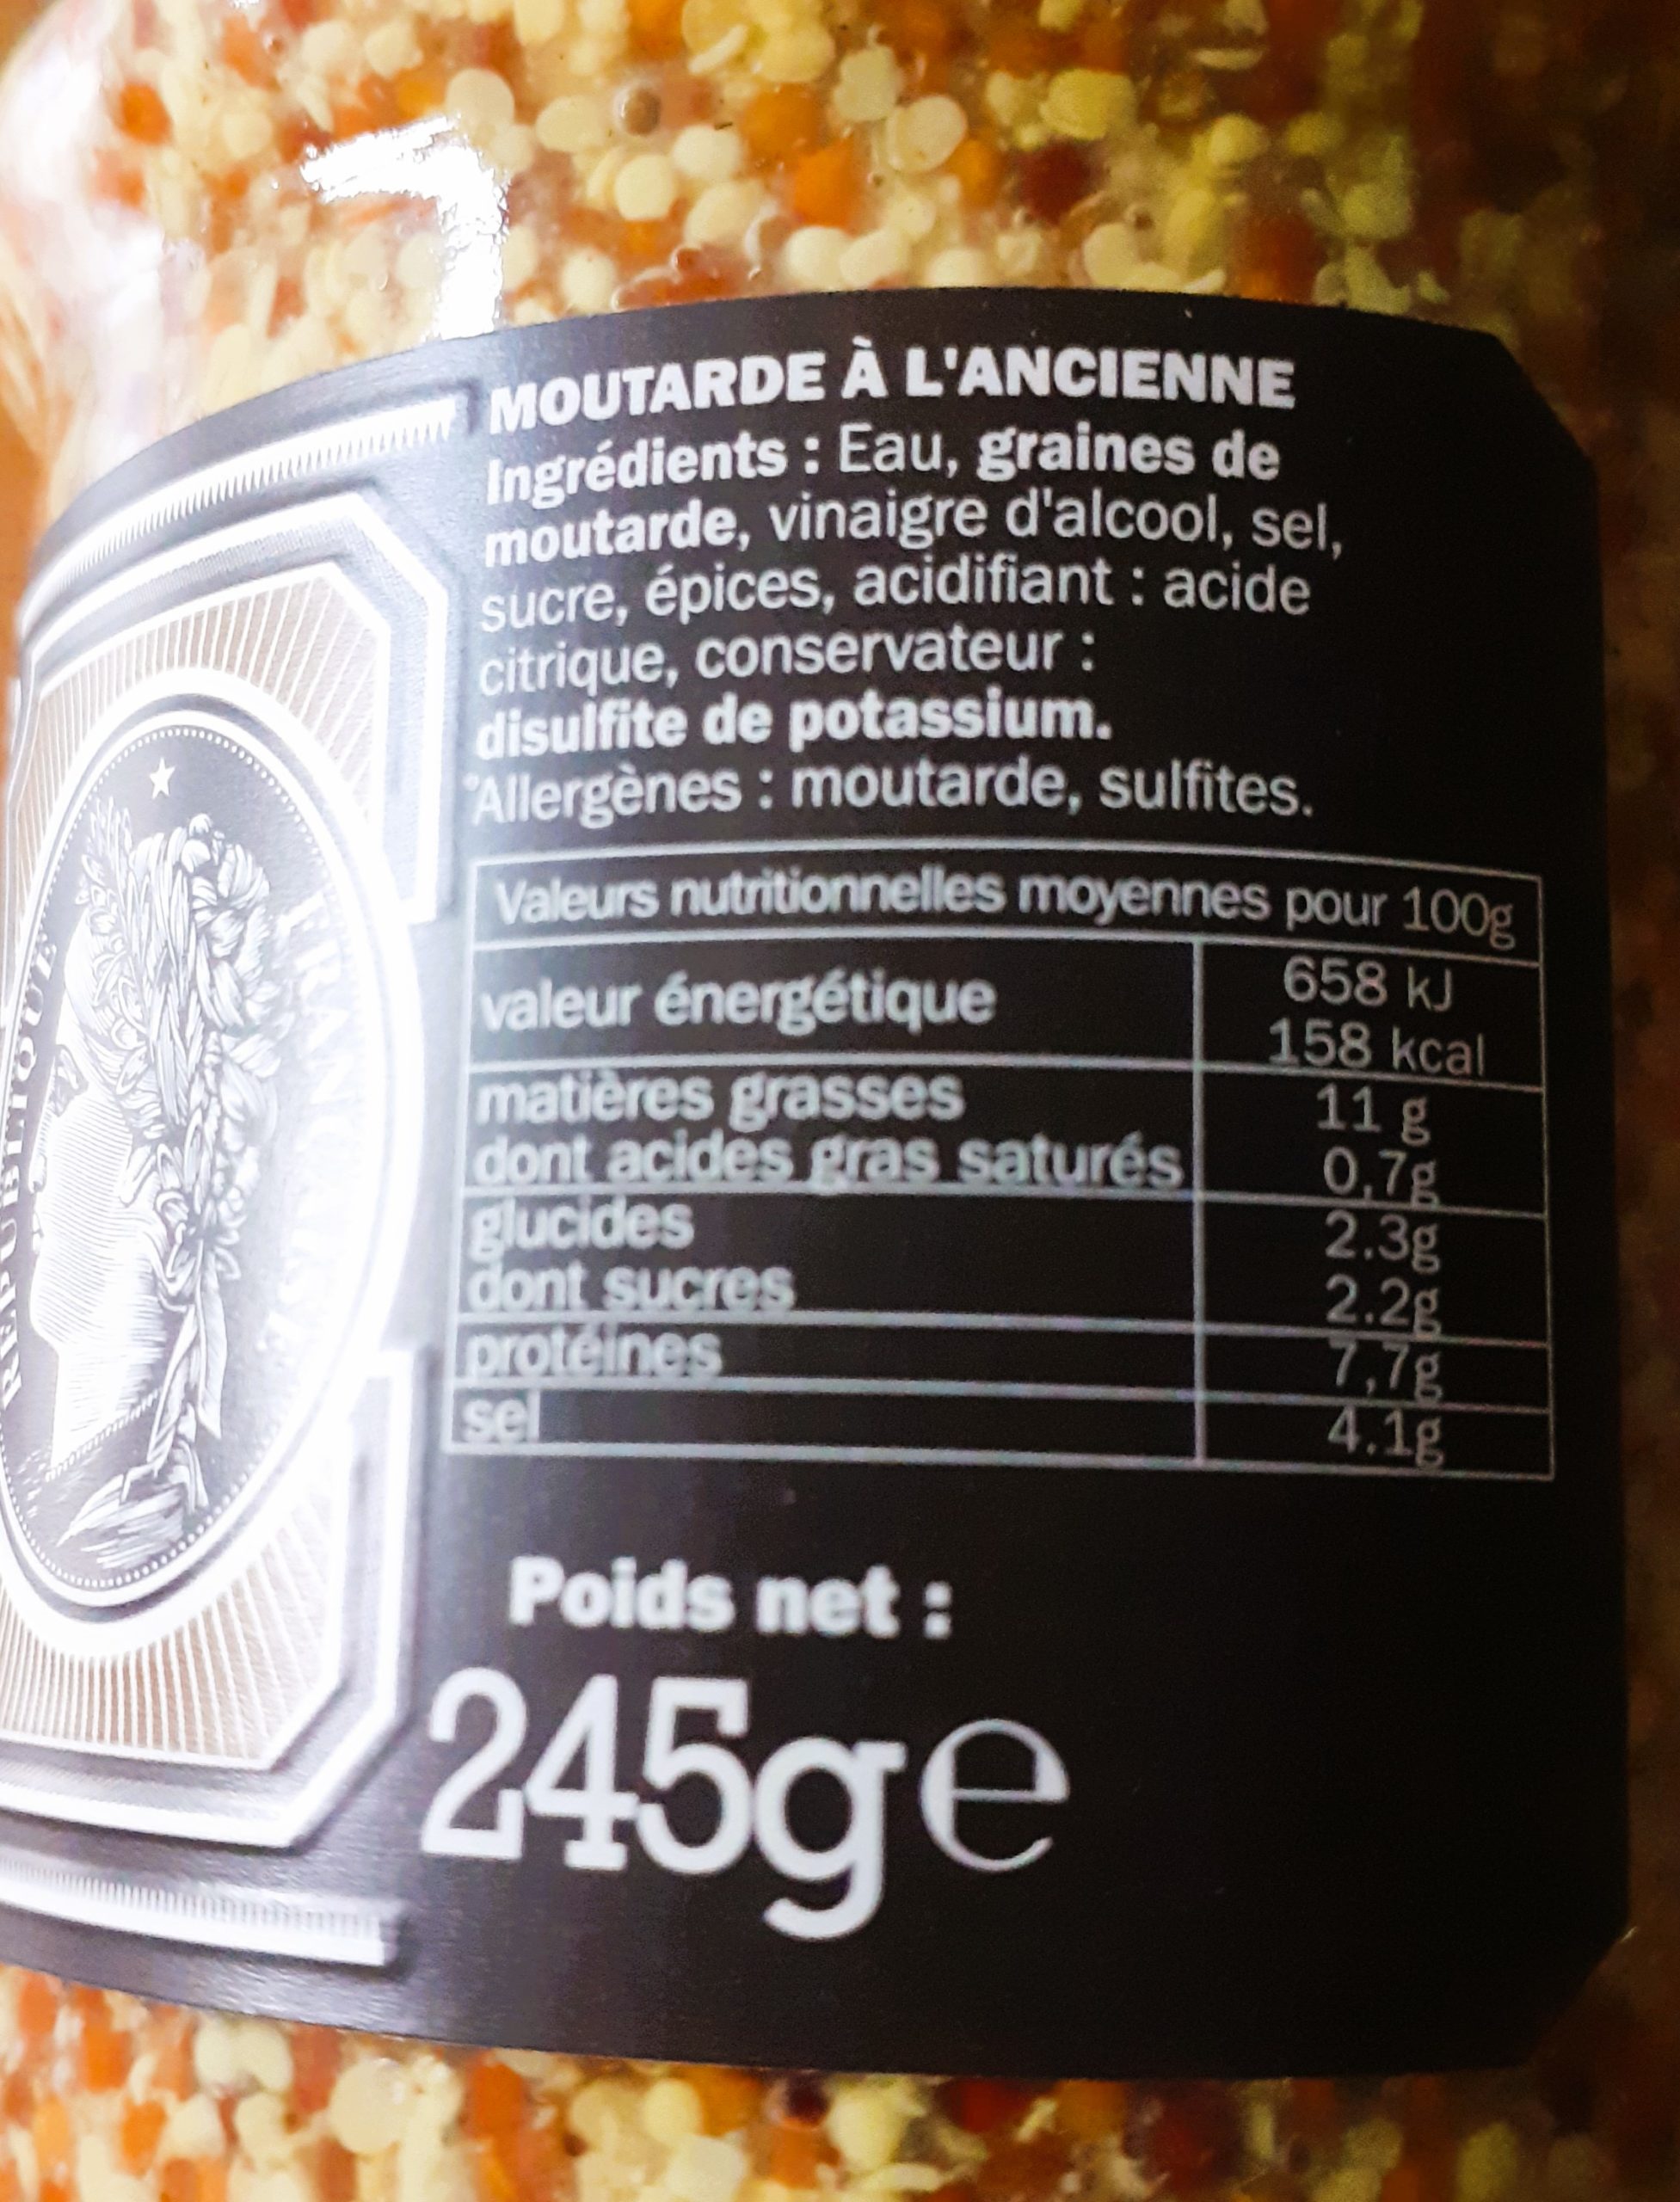 MOUTARDE À L'ANCIENNE
Ingrédients : Eau, graines de
moutarde, vinaigre d'alcool, sel,
sucre, épices, acidifiant : acide
citrique, conservateur :
disulfite de potassium.
*Allergènes : moutarde, sulfites.
Valeurs nutritionnelles moyennes pour 100g
valeur énergétique 658 kJ
158 kcal
matières grasses 11 g
dont acides gras saturés 0,7g
glucides 2.3g
dont sucres 2.2g
protéines 7,7g
sel 4.1g
Poids net :
245g e
RÉPUBLIQUE
FRANÇAISE